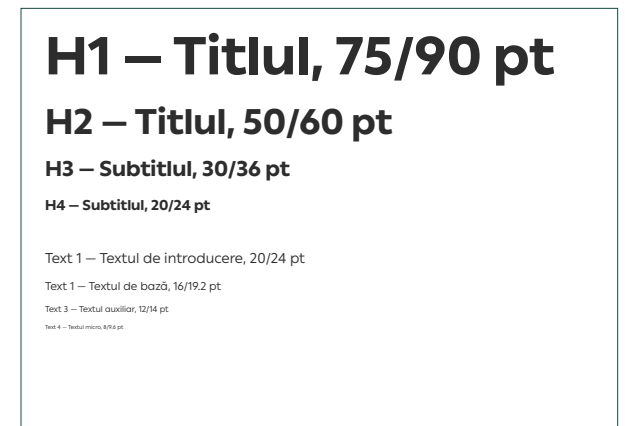 H1 — Titlul, 75/90 pt
H2 — Titlul, 50/60 pt
H3 — Subtitlul, 30/36 pt
H4 — Subtitlul, 20/24 pt
Text 1 — Textul de introducere, 20/24 pt
Text 1 — Textul de bază, 16/19.2 pt
Text 3 — Textul auxiliar, 12/14 pt
Text 4 — Textul micro, 8/9.6 pt